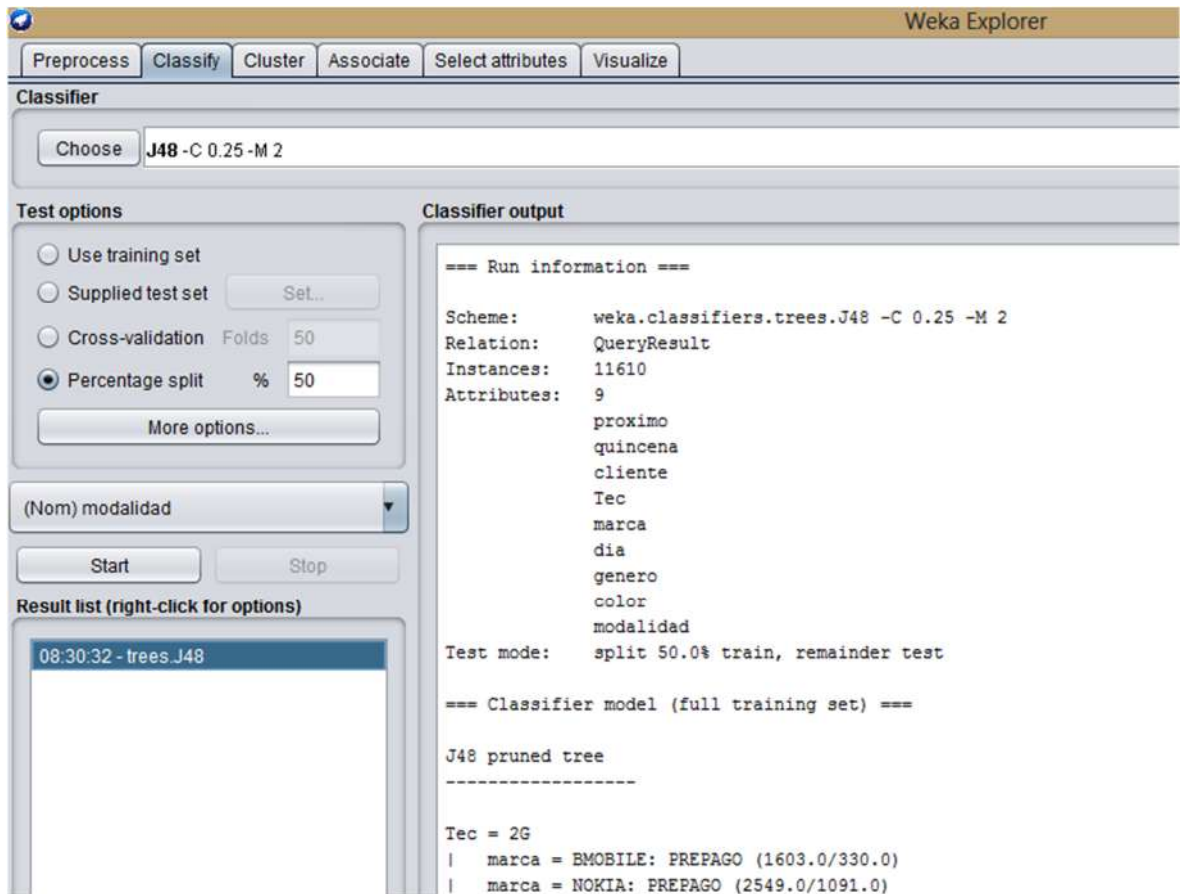 Weka Explorer
Preprocess Classify Cluster Associate Select attributes Visualize
Classifier
Choose J48 -C 0.25 -M 2
Test options
Use training set
Supplied test set Set...
Cross-validation Folds 50
Percentage split % 50
More options...
(Nom) modalidad
Start Stop
Result list (right-click for options)
08:30:32 - trees.J48
Classifier output
=== Run information ===
Scheme: weka.classifiers.trees.J48 -C 0.25 -M 2
Relation: QueryResult
Instances: 11610
Attributes: 9
proximo
quincena
cliente
Tec
marca
dia
genero
color
modalidad
Test mode: split 50.0% train, remainder test
=== Classifier model (full training set) ===
J48 pruned tree
------------------
Tec = 2G
| marca = BMOBILE: PREPAGO (1603.0/330.0)
| marca = NOKIA: PREPAGO (2549.0/1091.0)